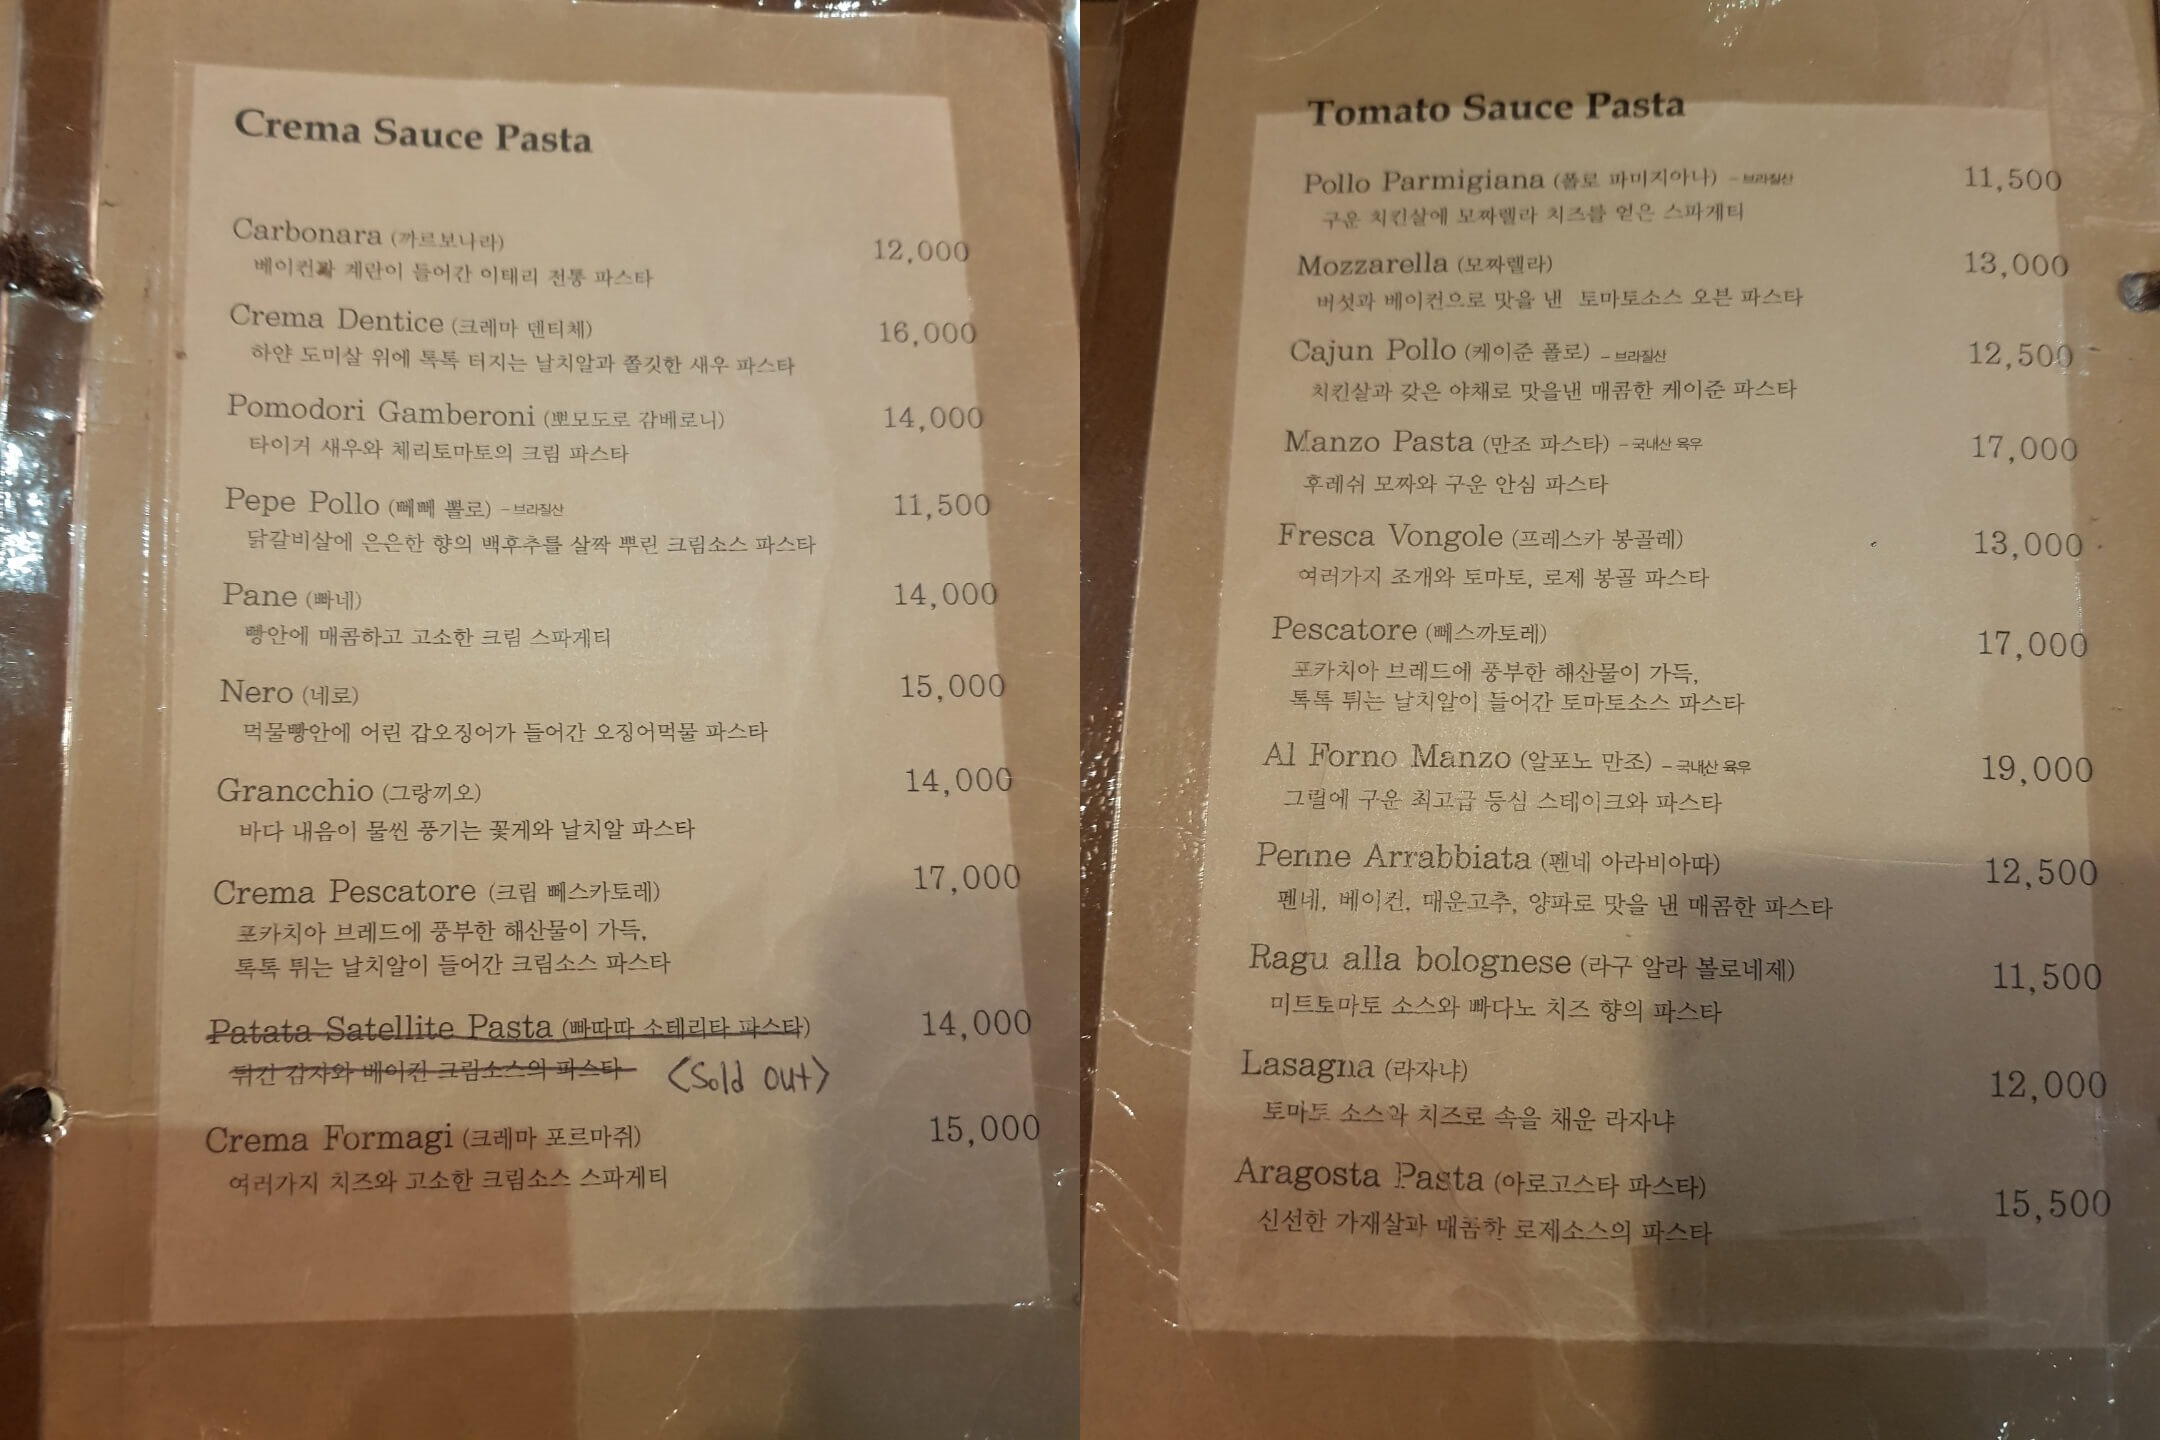 Crema Sauce Pasta
Carbonara (까르보나라) 12,000
베이컨과 계란이 들어간 이태리 전통 파스타
Crema Dentice (크레마 덴티체) 16,000
하얀 도미살 위에 톡톡 터지는 날치알과 쫄깃한 새우 파스타
Pomodori Gamberoni (뽀모도로 감베로니) 14,000
타이거 새우와 체리토마토의 크림 파스타
Pepe Pollo (뻬뻬 뽈로) - 브라질산 11,500
닭갈비살에 은은한 향의 백후추를 살짝 뿌린 크림소스 파스타
Pane (빠네) 14,000
빵안에 매콤하고 고소한 크림 스파게티
Nero (네로) 15,000
먹물빵안에 어린 갑오징어가 들어간 오징어먹물 파스타
Grancchio (그랑끼오) 14,000
바다 내음이 물씬 풍기는 꽃게와 날치알 파스타
Crema Pescatore (크림 뻬스카토레) 17,000
포카치아 브레드에 풍부한 해산물이 가득,
톡톡 튀는 날치알이 들어간 크림소스 파스타
Patata Satellite Pasta (빠따따 소테리타 파스타) 14,000
튀긴 감자와 베이컨 크림소스의 파스타 <Sold out>
Crema Formagi (크레마 포르마쥐) 15,000
여러가지 치즈와 고소한 크림소스 스파게티
Tomato Sauce Pasta
Pollo Parmigiana (폴로 파미지아나) - 브라질산 11,500
구운 치킨살에 모짜렐라 치즈를 얻은 스파게티
Mozzarella (모짜렐라) 13,000
버섯과 베이컨으로 맛을 낸 토마토소스 오븐 파스타
Cajun Pollo (케이준 폴로) - 브라질산 12,500
치킨살과 갖은 야채로 맛을낸 매콤한 케이준 파스타
Manzo Pasta (만조 파스타) - 국내산 육우 17,000
후레쉬 모짜와 구운 안심 파스타
Fresca Vongole (프레스카 봉골레) 13,000
여러가지 조개와 토마토, 로제 봉골 파스타
Pescatore (뻬스까토레) 17,000
포카치아 브레드에 풍부한 해산물이 가득,
톡톡 튀는 날치알이 들어간 토마토소스 파스타
Al Forno Manzo (알포노 만조) - 국내산 육우 19,000
그릴에 구운 최고급 등심 스테이크와 파스타
Penne Arrabbiata (펜네 아라비아따) 12,500
펜네, 베이컨, 매운고추, 양파로 맛을 낸 매콤한 파스타
Ragu alla bolognese (라구 알라 볼로네제) 11,500
미트토마토 소스와 빠다노 치즈 향의 파스타
Lasagna (라자냐) 12,000
토마토 소스와 치즈로 속을 채운 라자냐
Aragosta Pasta (아로고스타 파스타) 15,500
신선한 가재살과 매콤한 로제소스의 파스타